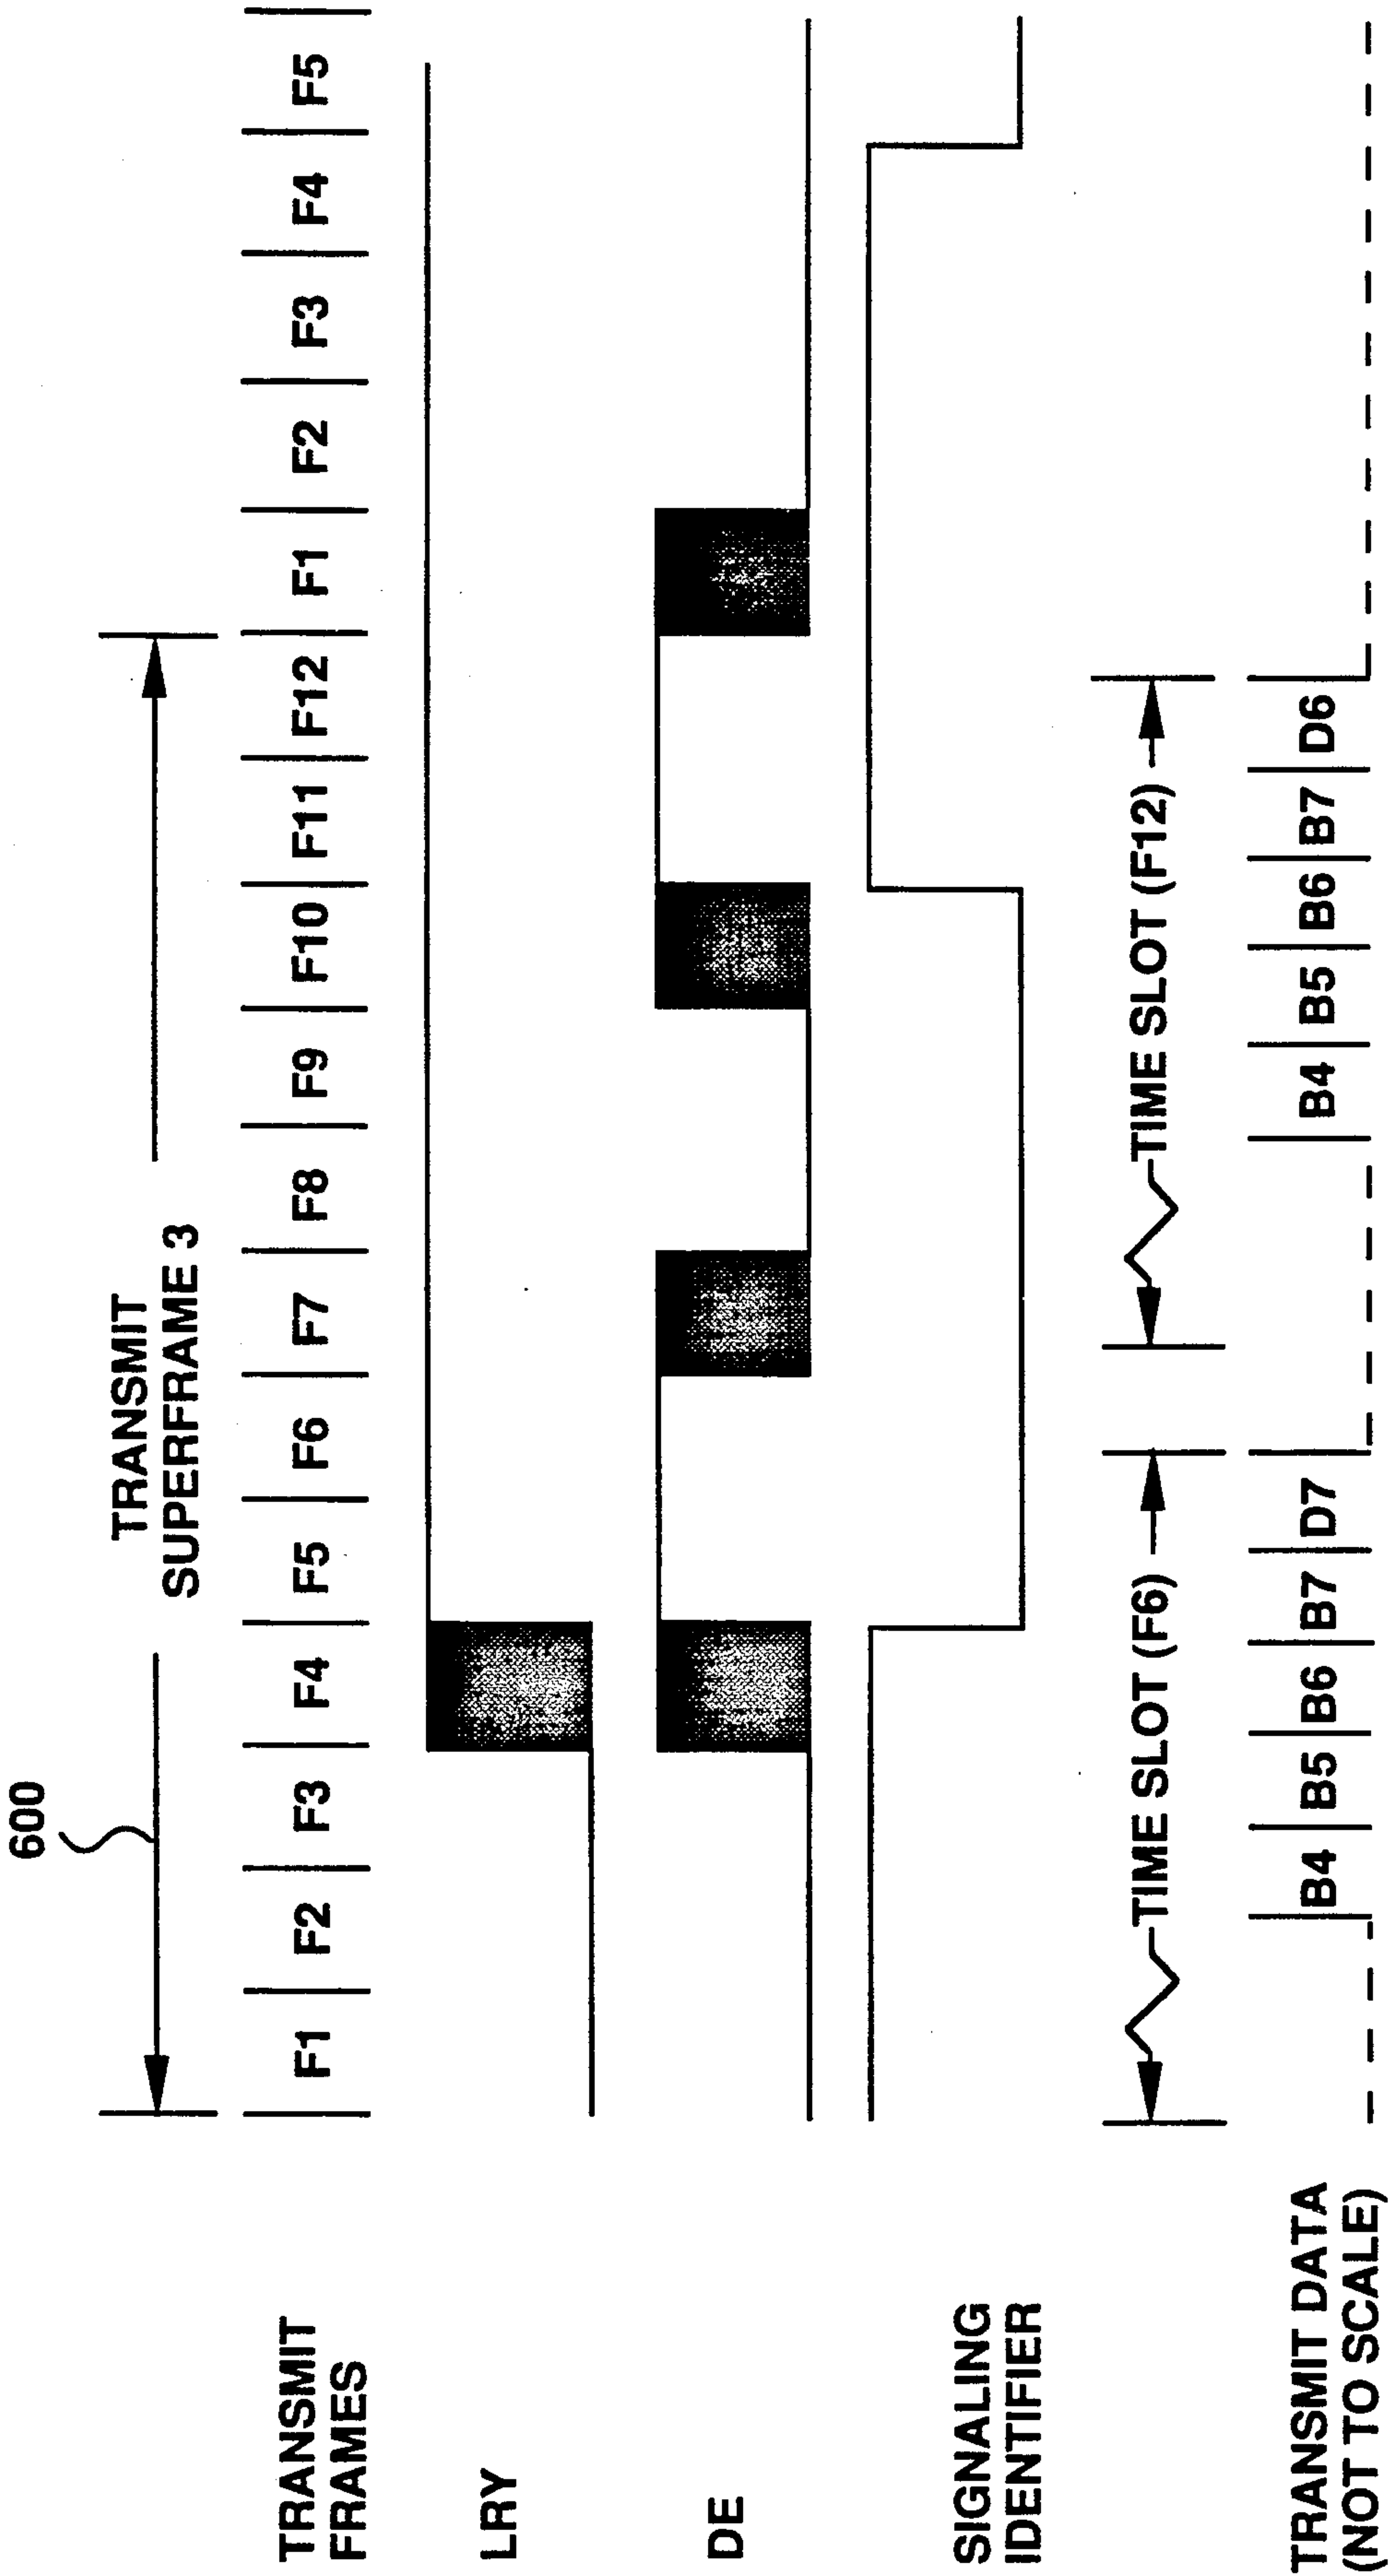 600
TRANSMIT
SUPERFRAME 3
TRANSMIT
FRAMES
F1 F2 F3 F4 F5 F6 F7 F8 F9 F10 F11 F12 F1 F2 F3 F4 F5
LRY
DE
SIGNALING
IDENTIFIER
TIME SLOT (F6) TIME SLOT (F12)
TRANSMIT DATA
(NOT TO SCALE)
B4 B5 B6 B7 D7 B4 B5 B6 B7 D6